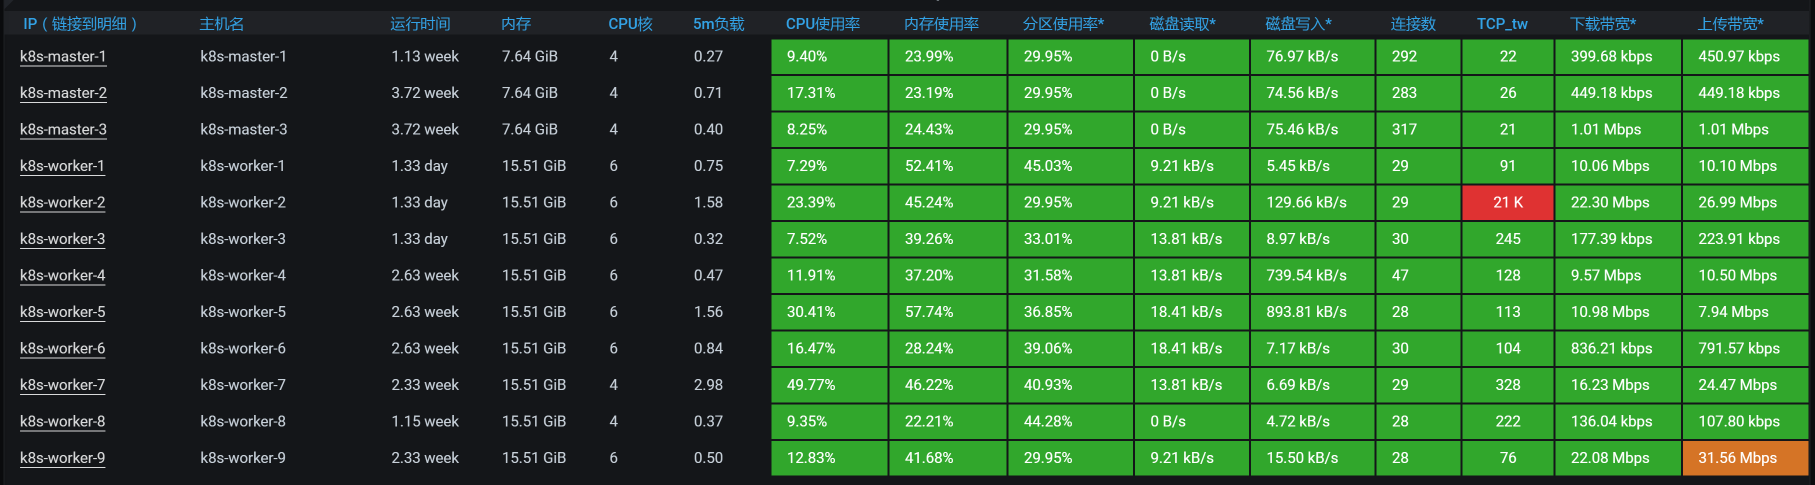 IP（链接到明细） 主机名 运行时间 内存 CPU核 5m负载 CPU使用率 内存使用率 分区使用率* 磁盘读取* 磁盘写入* 连接数 TCP_tw 下载带宽* 上传带宽*
k8s-master-1 k8s-master-1 1.13 week 7.64 GiB 4 0.27 9.40% 23.99% 29.95% 0 B/s 76.97 kB/s 292 22 399.68 kbps 450.97 kbps
k8s-master-2 k8s-master-2 3.72 week 7.64 GiB 4 0.71 17.31% 23.19% 29.95% 0 B/s 74.56 kB/s 283 26 449.18 kbps 449.18 kbps
k8s-master-3 k8s-master-3 3.72 week 7.64 GiB 4 0.40 8.25% 24.43% 29.95% 0 B/s 75.46 kB/s 317 21 1.01 Mbps 1.01 Mbps
k8s-worker-1 k8s-worker-1 1.33 day 15.51 GiB 6 0.75 7.29% 52.41% 45.03% 9.21 kB/s 5.45 kB/s 29 91 10.06 Mbps 10.10 Mbps
k8s-worker-2 k8s-worker-2 1.33 day 15.51 GiB 6 1.58 23.39% 45.24% 29.95% 9.21 kB/s 129.66 kB/s 29 21 K 22.30 Mbps 26.99 Mbps
k8s-worker-3 k8s-worker-3 1.33 day 15.51 GiB 6 0.32 7.52% 39.26% 33.01% 13.81 kB/s 8.97 kB/s 30 245 177.39 kbps 223.91 kbps
k8s-worker-4 k8s-worker-4 2.63 week 15.51 GiB 6 0.47 11.91% 37.20% 31.58% 13.81 kB/s 739.54 kB/s 47 128 9.57 Mbps 10.50 Mbps
k8s-worker-5 k8s-worker-5 2.63 week 15.51 GiB 6 1.56 30.41% 57.74% 36.85% 18.41 kB/s 893.81 kB/s 28 113 10.98 Mbps 7.94 Mbps
k8s-worker-6 k8s-worker-6 2.63 week 15.51 GiB 6 0.84 16.47% 28.24% 39.06% 18.41 kB/s 7.17 kB/s 30 104 836.21 kbps 791.57 kbps
k8s-worker-7 k8s-worker-7 2.33 week 15.51 GiB 4 2.98 49.77% 46.22% 40.93% 13.81 kB/s 6.69 kB/s 29 328 16.23 Mbps 24.47 Mbps
k8s-worker-8 k8s-worker-8 1.15 week 15.51 GiB 4 0.37 9.35% 22.21% 44.28% 0 B/s 4.72 kB/s 28 222 136.04 kbps 107.80 kbps
k8s-worker-9 k8s-worker-9 2.33 week 15.51 GiB 6 0.50 12.83% 41.68% 29.95% 9.21 kB/s 15.50 kB/s 28 76 22.08 Mbps 31.56 Mbps